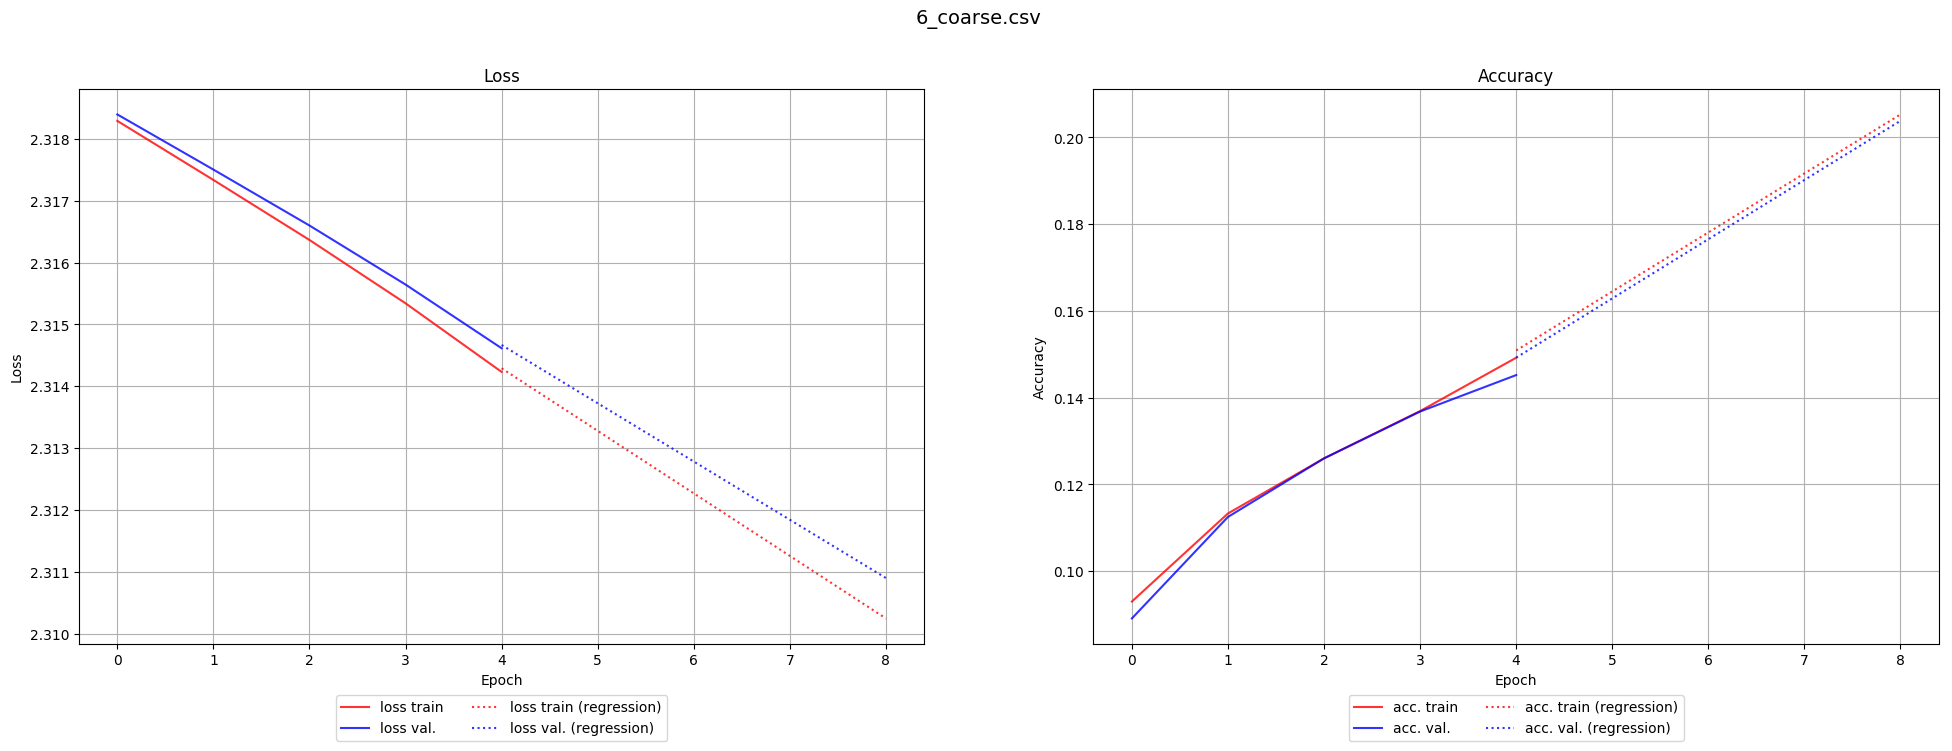 6_coarse.csv
Loss
2.318
2.317
2.316
2.315
2.314
2.313
2.312
2.311
2.310
Loss
0 1 2 3 4 5 6 7 8
Epoch
loss train
loss val.
loss train (regression)
loss val. (regression)
Accuracy
0.20
0.18
0.16
0.14
0.12
0.10
Accuracy
0 1 2 3 4 5 6 7 8
Epoch
acc. train
acc. val.
acc. train (regression)
acc. val. (regression)